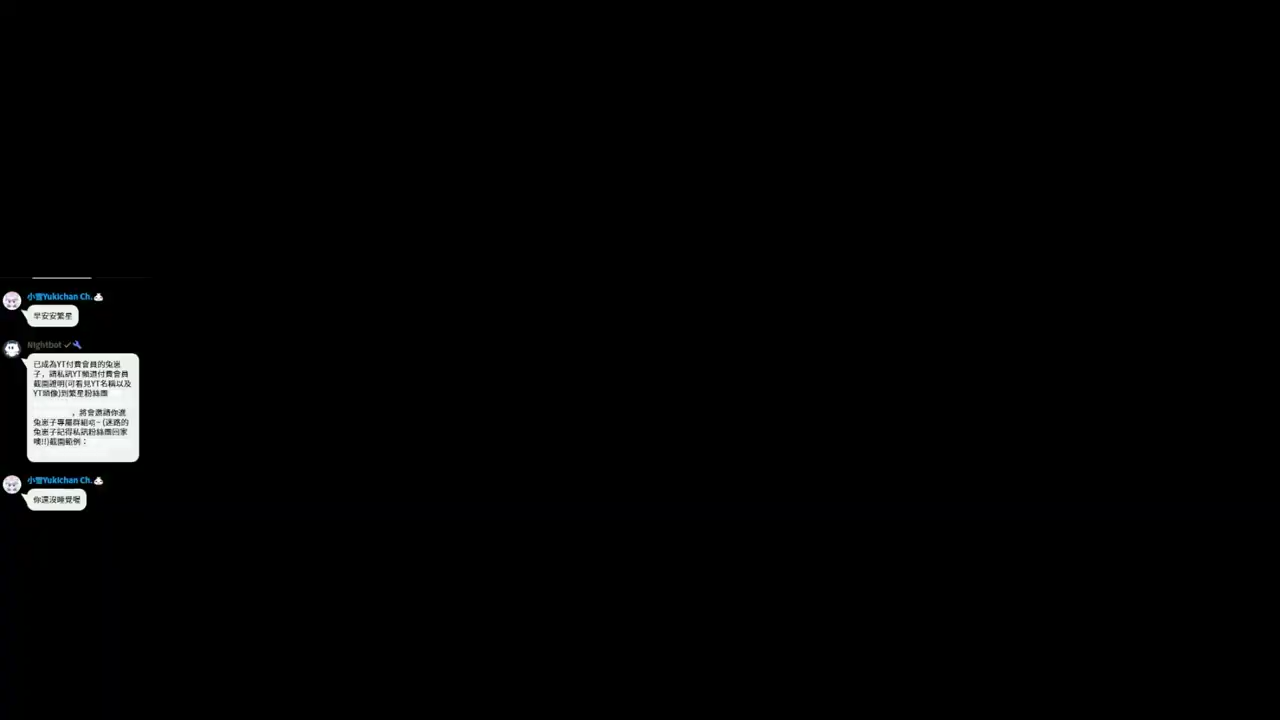 小雪Yukichan Ch.
早安安繁星
Nightbot
已成為YT付費會員的兔崽
子，請私訊YT頻道付費會員
截圖證明(可看見YT名稱以及
YT頭像)到繁星粉絲團
，將會邀請你進
兔崽子專屬群組唷~(迷路的
兔崽子記得私訊粉絲團回家
噢!!)截圖範例：
小雪Yukichan Ch.
你還沒睡覺喔